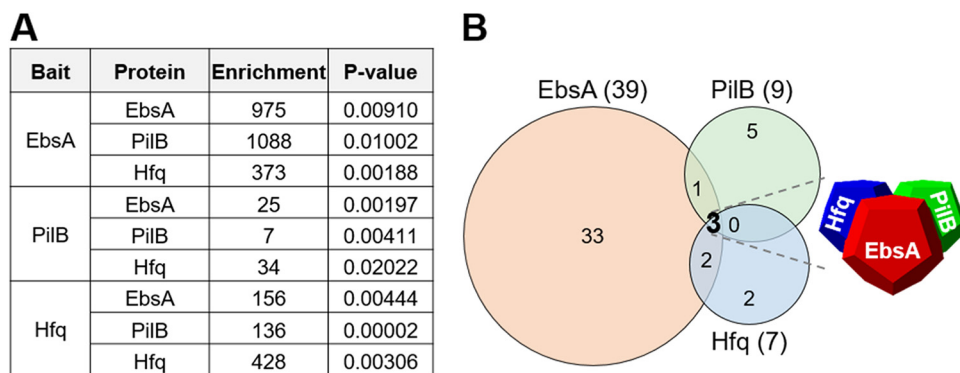 A
Bait Protein Enrichment P-value
EbsA
EbsA 975 0.00910
PilB 1088 0.01002
Hfq 373 0.00188
PilB
EbsA 25 0.00197
PilB 7 0.00411
Hfq 34 0.02022
Hfq
EbsA 156 0.00444
PilB 136 0.00002
Hfq 428 0.00306
B
EbsA (39)
PilB (9)
5
1
3 0
33
2
2
Hfq (7)
Hfq
PilB
EbsA